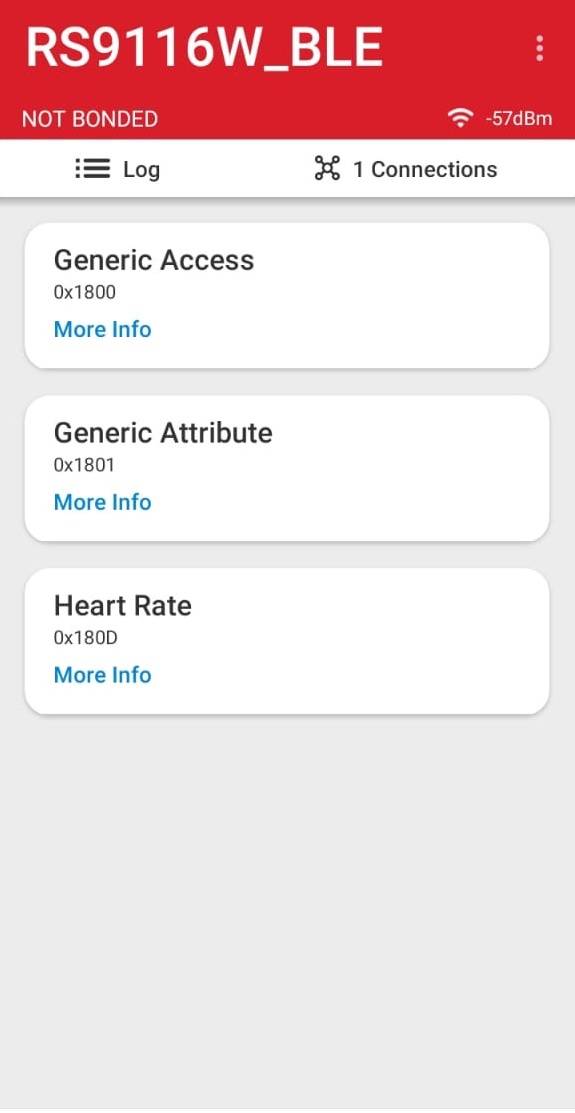 RS9116W_BLE
NOT BONDED -57dBm
Log 1 Connections
Generic Access
0x1800
More Info
Generic Attribute
0x1801
More Info
Heart Rate
0x180D
More Info